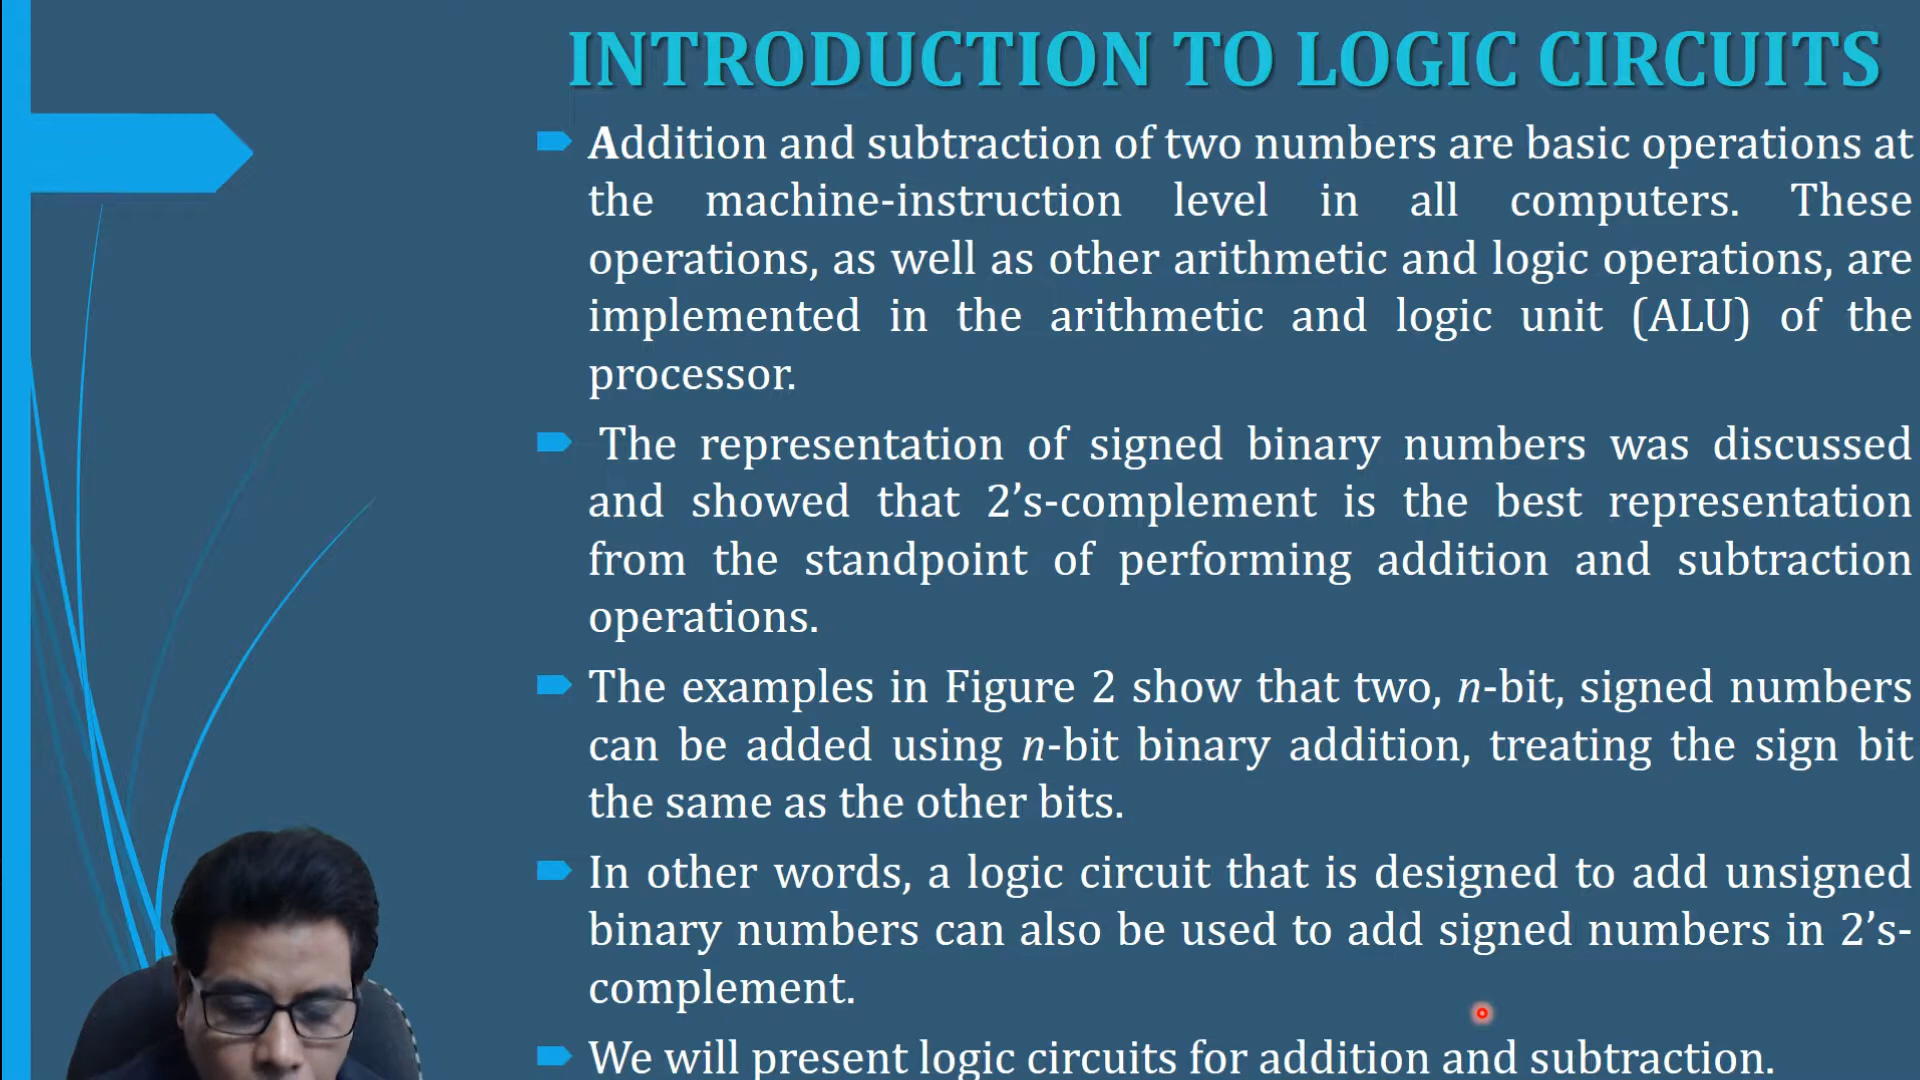 INTRODUCTION TO LOGIC CIRCUITS
Addition and subtraction of two numbers are basic operations at
the machine-instruction level in all computers. These
operations, as well as other arithmetic and logic operations, are
implemented in the arithmetic and logic unit (ALU) of the
processor.
The representation of signed binary numbers was discussed
and showed that 2’s-complement is the best representation
from the standpoint of performing addition and subtraction
operations.
The examples in Figure 2 show that two, n-bit, signed numbers
can be added using n-bit binary addition, treating the sign bit
the same as the other bits.
In other words, a logic circuit that is designed to add unsigned
binary numbers can also be used to add signed numbers in 2’s-
complement.
We will present logic circuits for addition and subtraction.